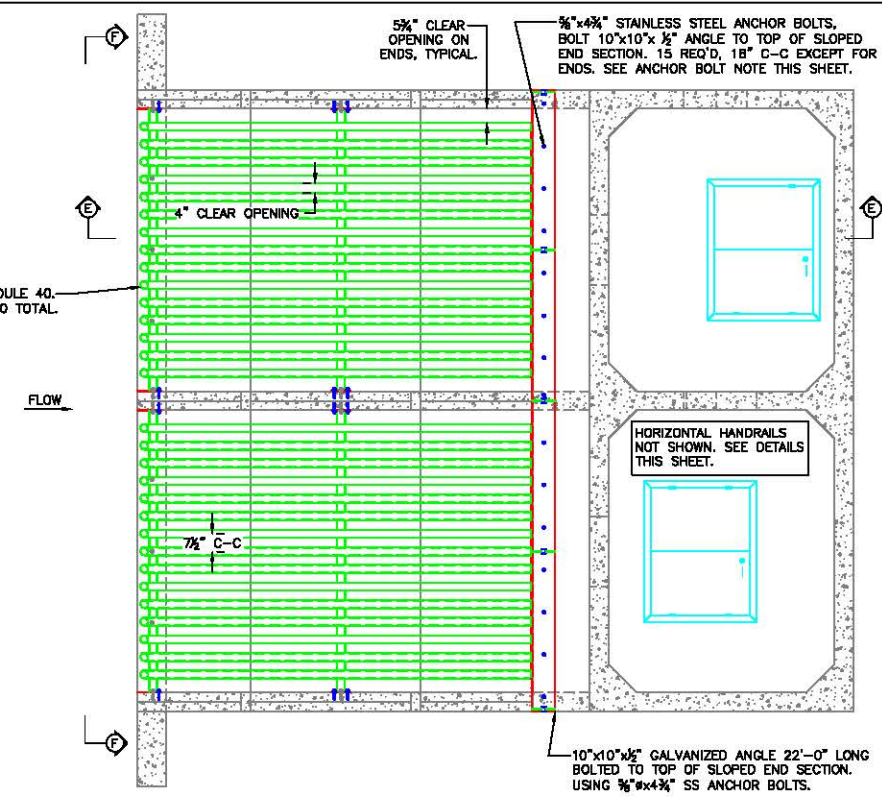 F
5¾" CLEAR
OPENING ON
ENDS, TYPICAL.
⅝"x4¾" STAINLESS STEEL ANCHOR BOLTS,
BOLT 10"x10"x ½" ANGLE TO TOP OF SLOPED
END SECTION. 15 REQ'D, 18" C-C EXCEPT FOR
ENDS. SEE ANCHOR BOLT NOTE THIS SHEET.
E
4" CLEAR OPENING
E
DULE 40.
0 TOTAL.
FLOW
HORIZONTAL HANDRAILS
NOT SHOWN. SEE DETAILS
THIS SHEET.
7½" C-C
F
10"x10"x½" GALVANIZED ANGLE 22'-0" LONG
BOLTED TO TOP OF SLOPED END SECTION.
USING ⅝"øx4¾" SS ANCHOR BOLTS.